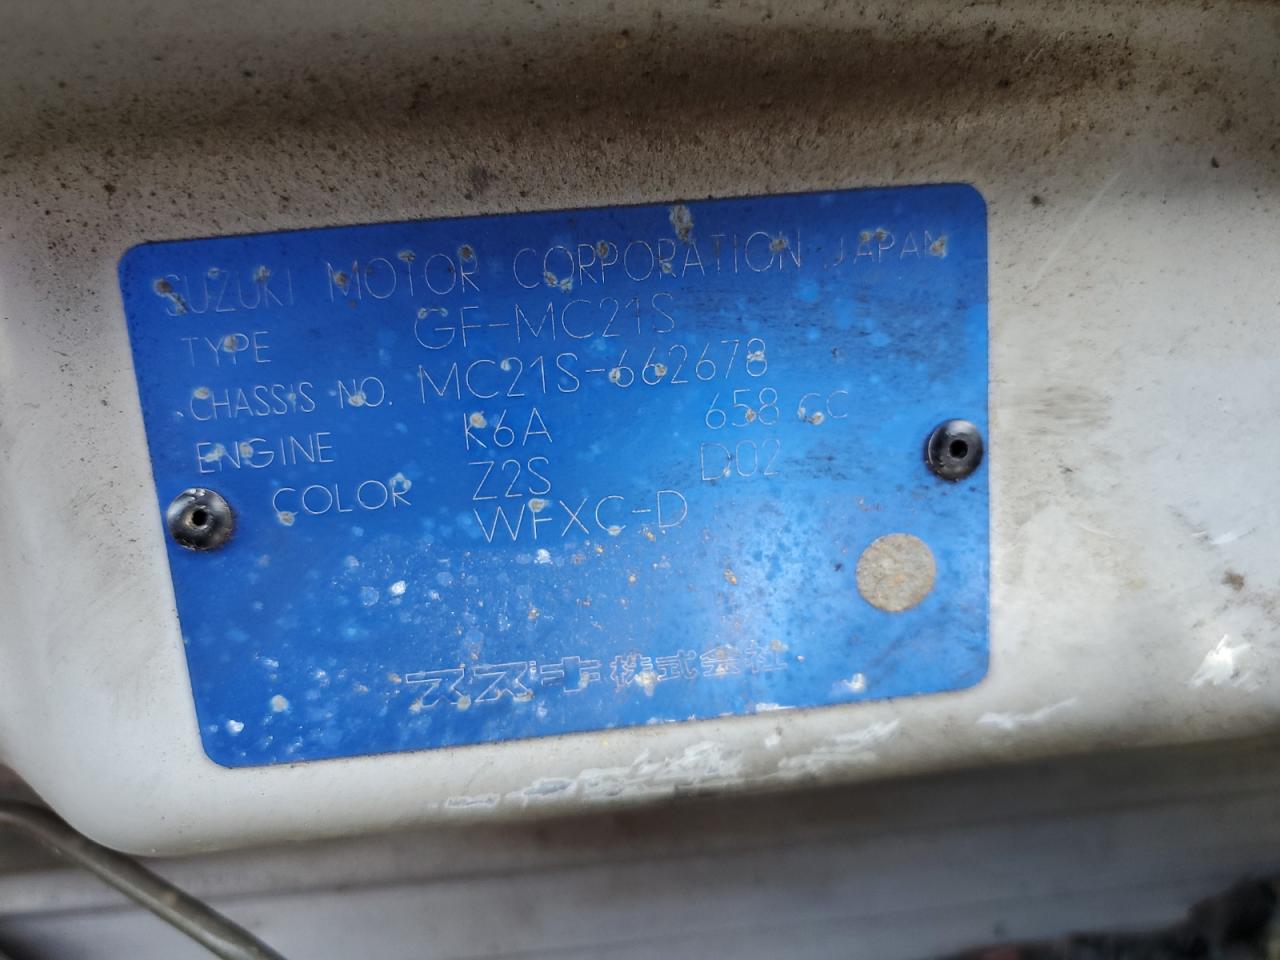 SUZUKI MOTOR CORPORATION JAPAN
TYPE GF-MC21S
CHASSIS NO. MC21S-662678
ENGINE K6A 658 CC
COLOR Z2S D02
WFXC-D
スズキ株式会社